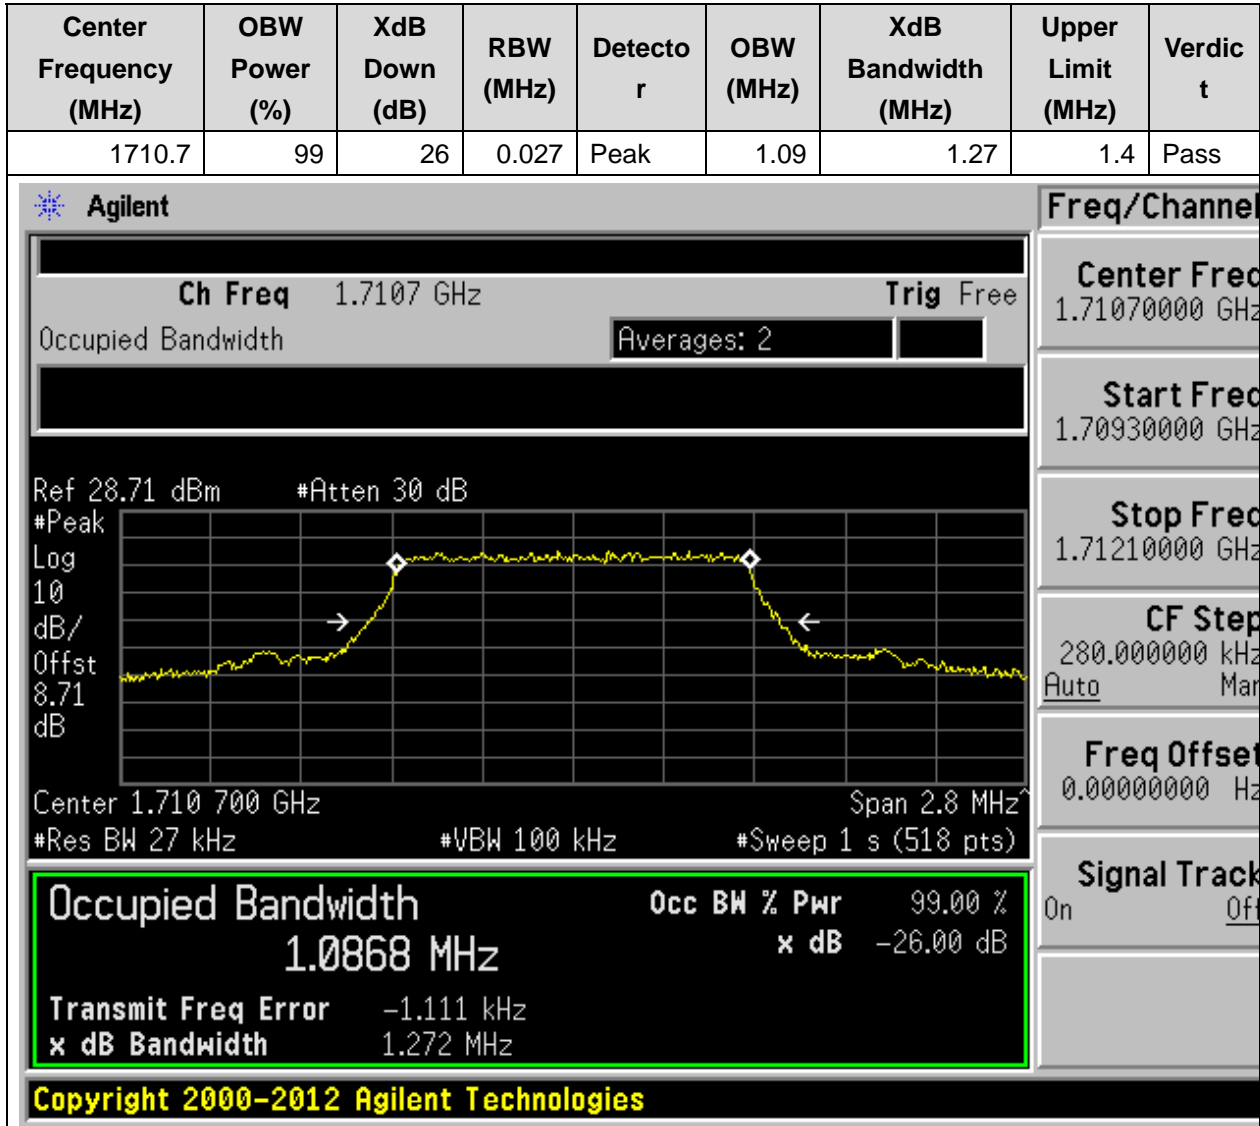 Center Frequency (MHz) OBW Power (%) XdB Down (dB) RBW (MHz) Detecto r OBW (MHz) XdB Bandwidth (MHz) Upper Limit (MHz) Verdic t
1710.7 99 26 0.027 Peak 1.09 1.27 1.4 Pass
Agilent
Freq/Channel
Ch Freq 1.7107 GHz Trig Free
Occupied Bandwidth Averages: 2
Center Freq
1.71070000 GHz
Start Freq
1.70930000 GHz
Stop Freq
1.71210000 GHz
CF Step
280.000000 kHz
Auto Man
Freq Offset
0.00000000 Hz
Signal Track
On Off
Ref 28.71 dBm #Atten 30 dB
#Peak
Log
10
dB/
Offst
8.71
dB
Center 1.710 700 GHz Span 2.8 MHz^
#Res BW 27 kHz #VBW 100 kHz #Sweep 1 s (518 pts)
Occupied Bandwidth Occ BW % Pwr 99.00 %
1.0868 MHz x dB -26.00 dB
Transmit Freq Error -1.111 kHz
x dB Bandwidth 1.272 MHz
Copyright 2000-2012 Agilent Technologies